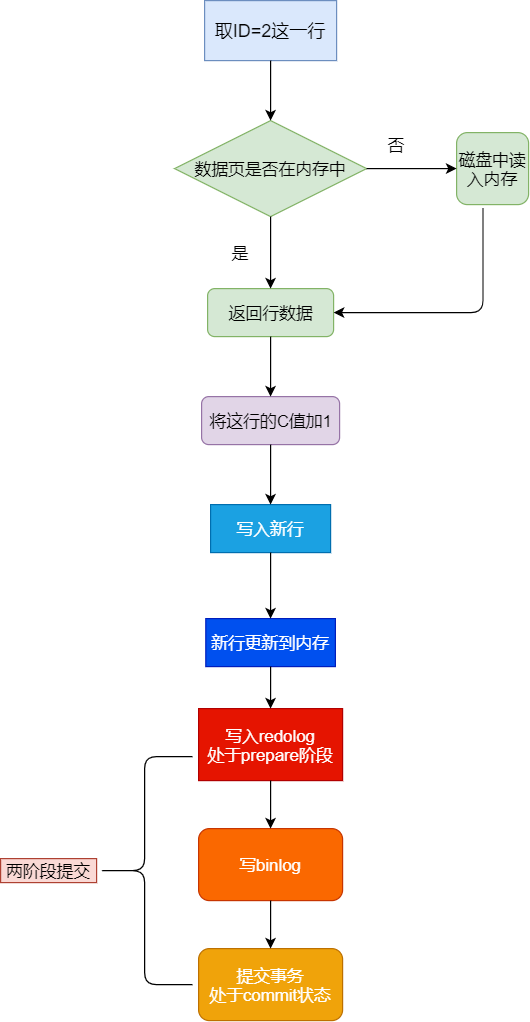 取ID=2这一行
数据页是否在内存中
否
磁盘中读
入内存
是
返回行数据
将这行的C值加1
写入新行
新行更新到内存
写入redolog
处于prepare阶段
两阶段提交
写binlog
提交事务
处于commit状态